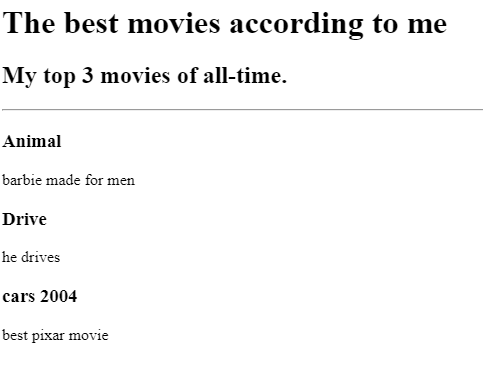 The best movies according to me
My top 3 movies of all-time.
Animal
barbie made for men
Drive
he drives
cars 2004
best pixar movie